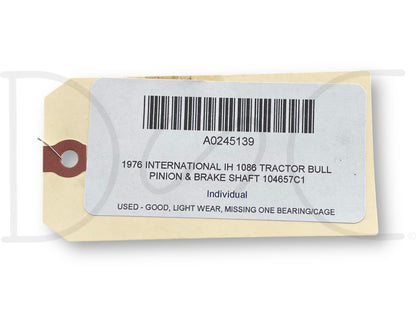 A0245139
1976 INTERNATIONAL IH 1086 TRACTOR BULL
PINION & BRAKE SHAFT 104657C1
Individual
USED - GOOD, LIGHT WEAR, MISSING ONE BEARING/CAGE